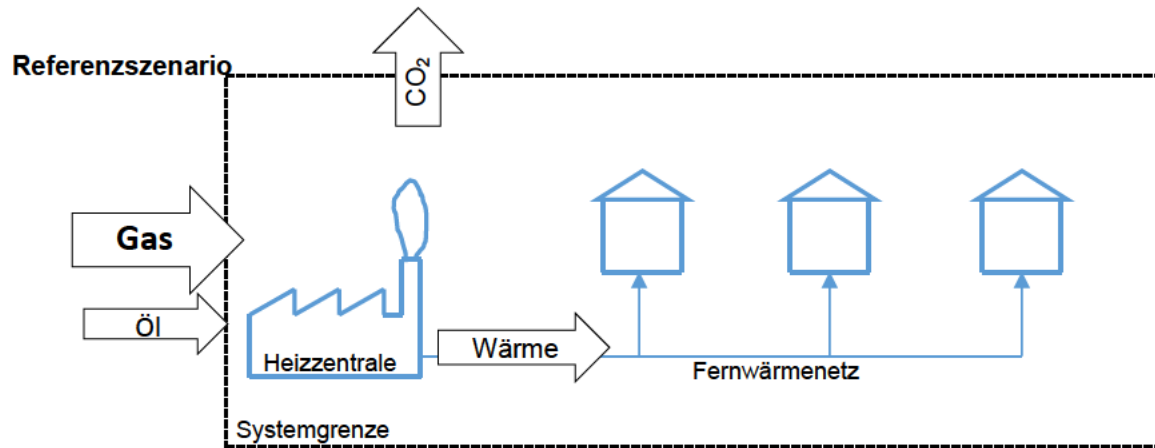 Referenzszenario
CO₂
Gas
Öl
Heizzentrale
Wärme
Fernwärmenetz
Systemgrenze